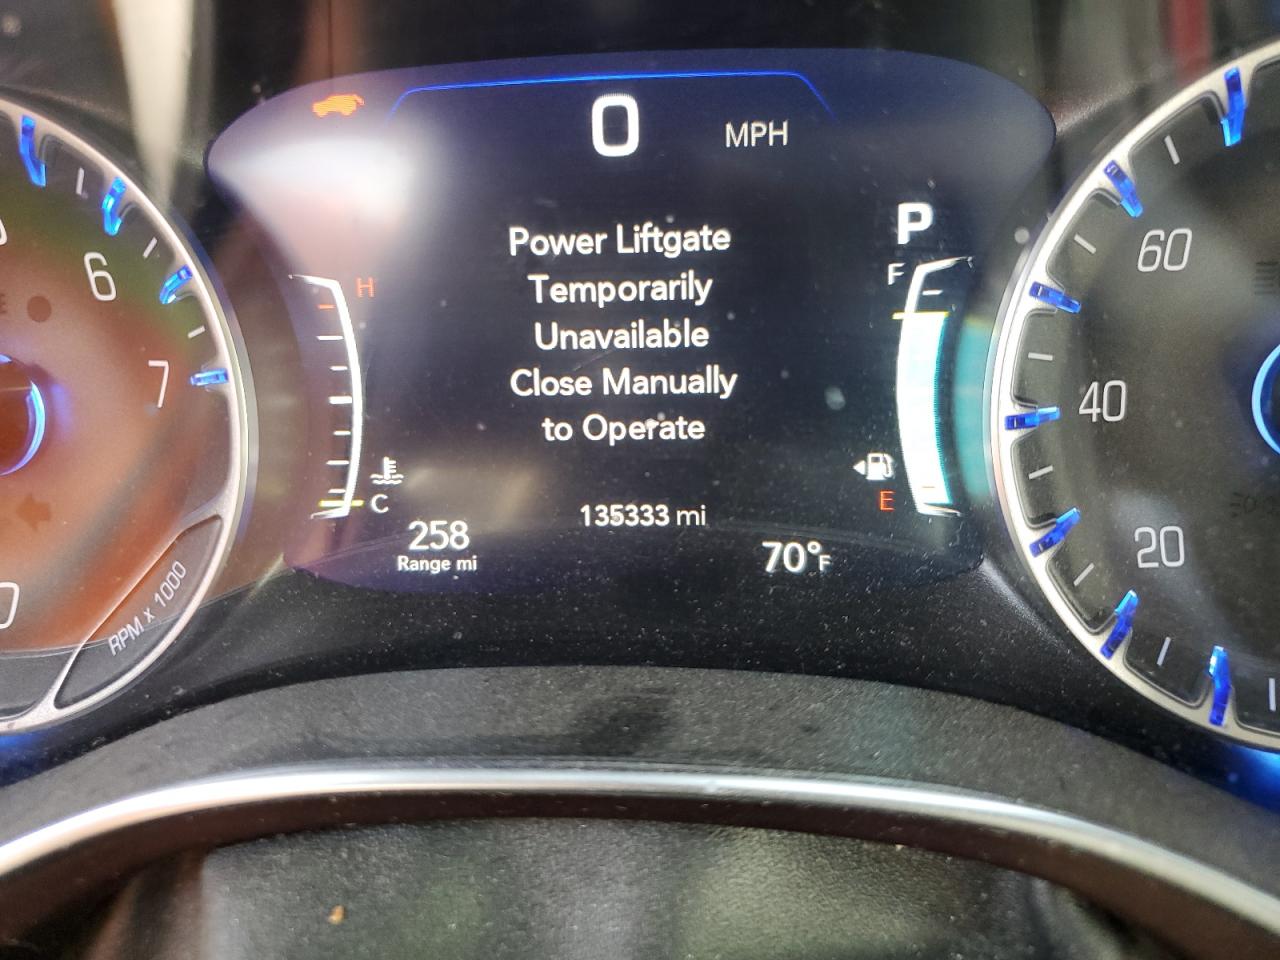 0 MPH
Power Liftgate
Temporarily
Unavailable
Close Manually
to Operate
P
F
H
E
C
135333 mi
258
Range mi
70°F
6
7
RPM x 1000
60
40
20